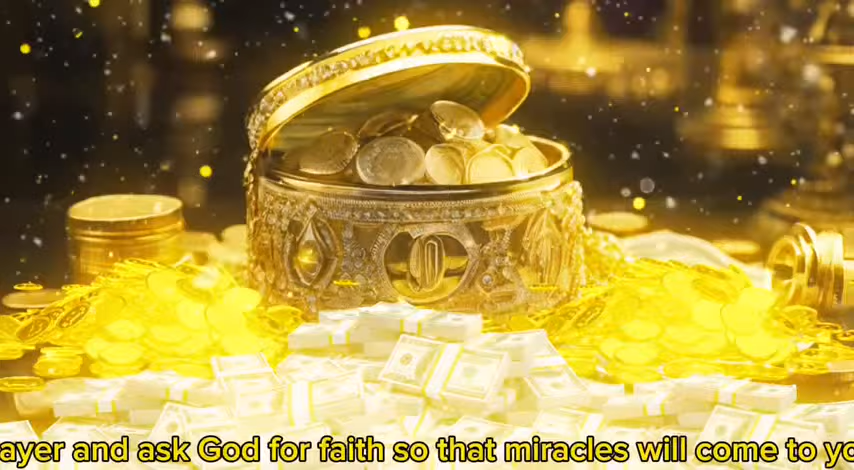 ayer and ask God for faith so that miracles will come to yo